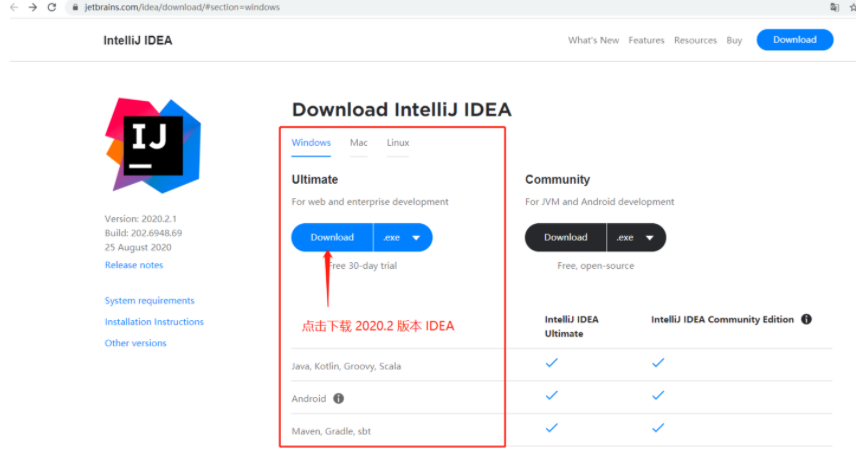 jetbrains.com/idea/download/#section=windows
IntelliJ IDEA
What's New Features Resources Buy Download
Download IntelliJ IDEA
IJ
Windows Mac Linux
Ultimate
For web and enterprise development
Download .exe
Free 30-day trial
Community
For JVM and Android development
Download .exe
Free, open-source
Version: 2020.2.1
Build: 202.6948.69
25 August 2020
Release notes
System requirements
Installation Instructions
Other versions
点击下载 2020.2 版本 IDEA
IntelliJ IDEA
Ultimate
IntelliJ IDEA Community Edition
Java, Kotlin, Groovy, Scala
Android
Maven, Gradle, sbt